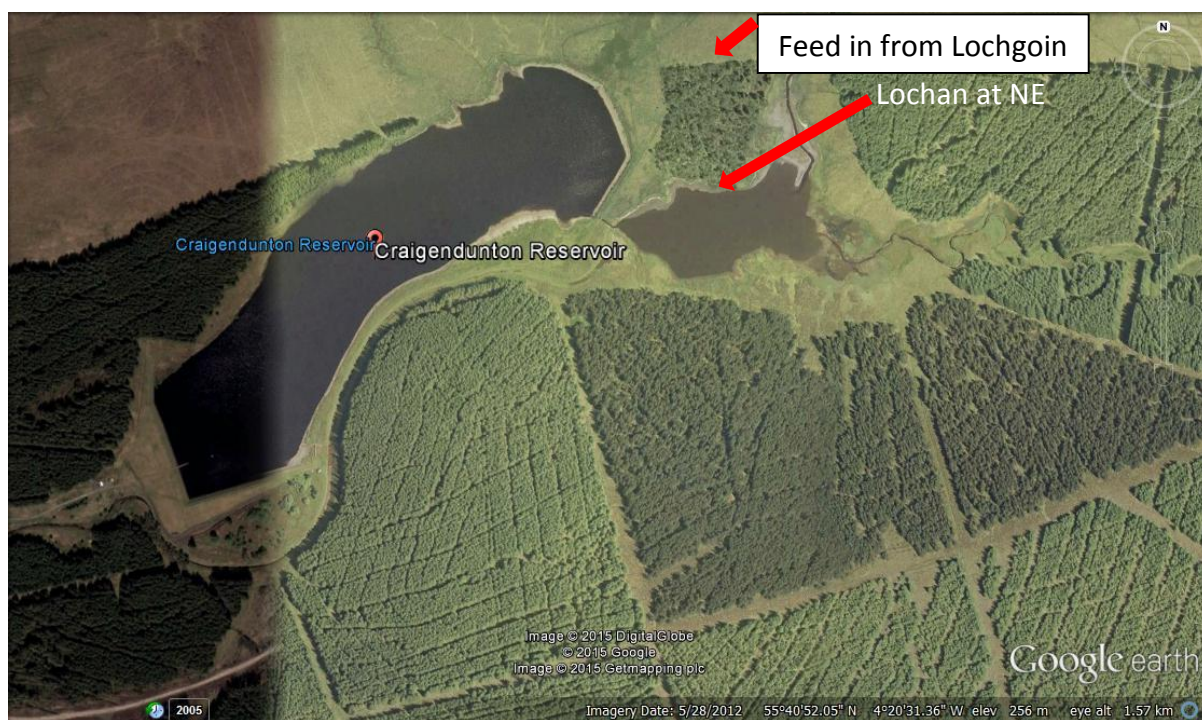 N
Feed in from Lochgoin
Lochan at NE
Craigendunton Reservoir
Craigendunton Reservoir
Image © 2015 DigitalGlobe
© 2015 Google
Image © 2015 Getmapping plc
Google earth
2005
Imagery Date: 5/28/2012 55°40'52.05" N 4°20'31.36" W elev 256 m eye alt 1.57 km